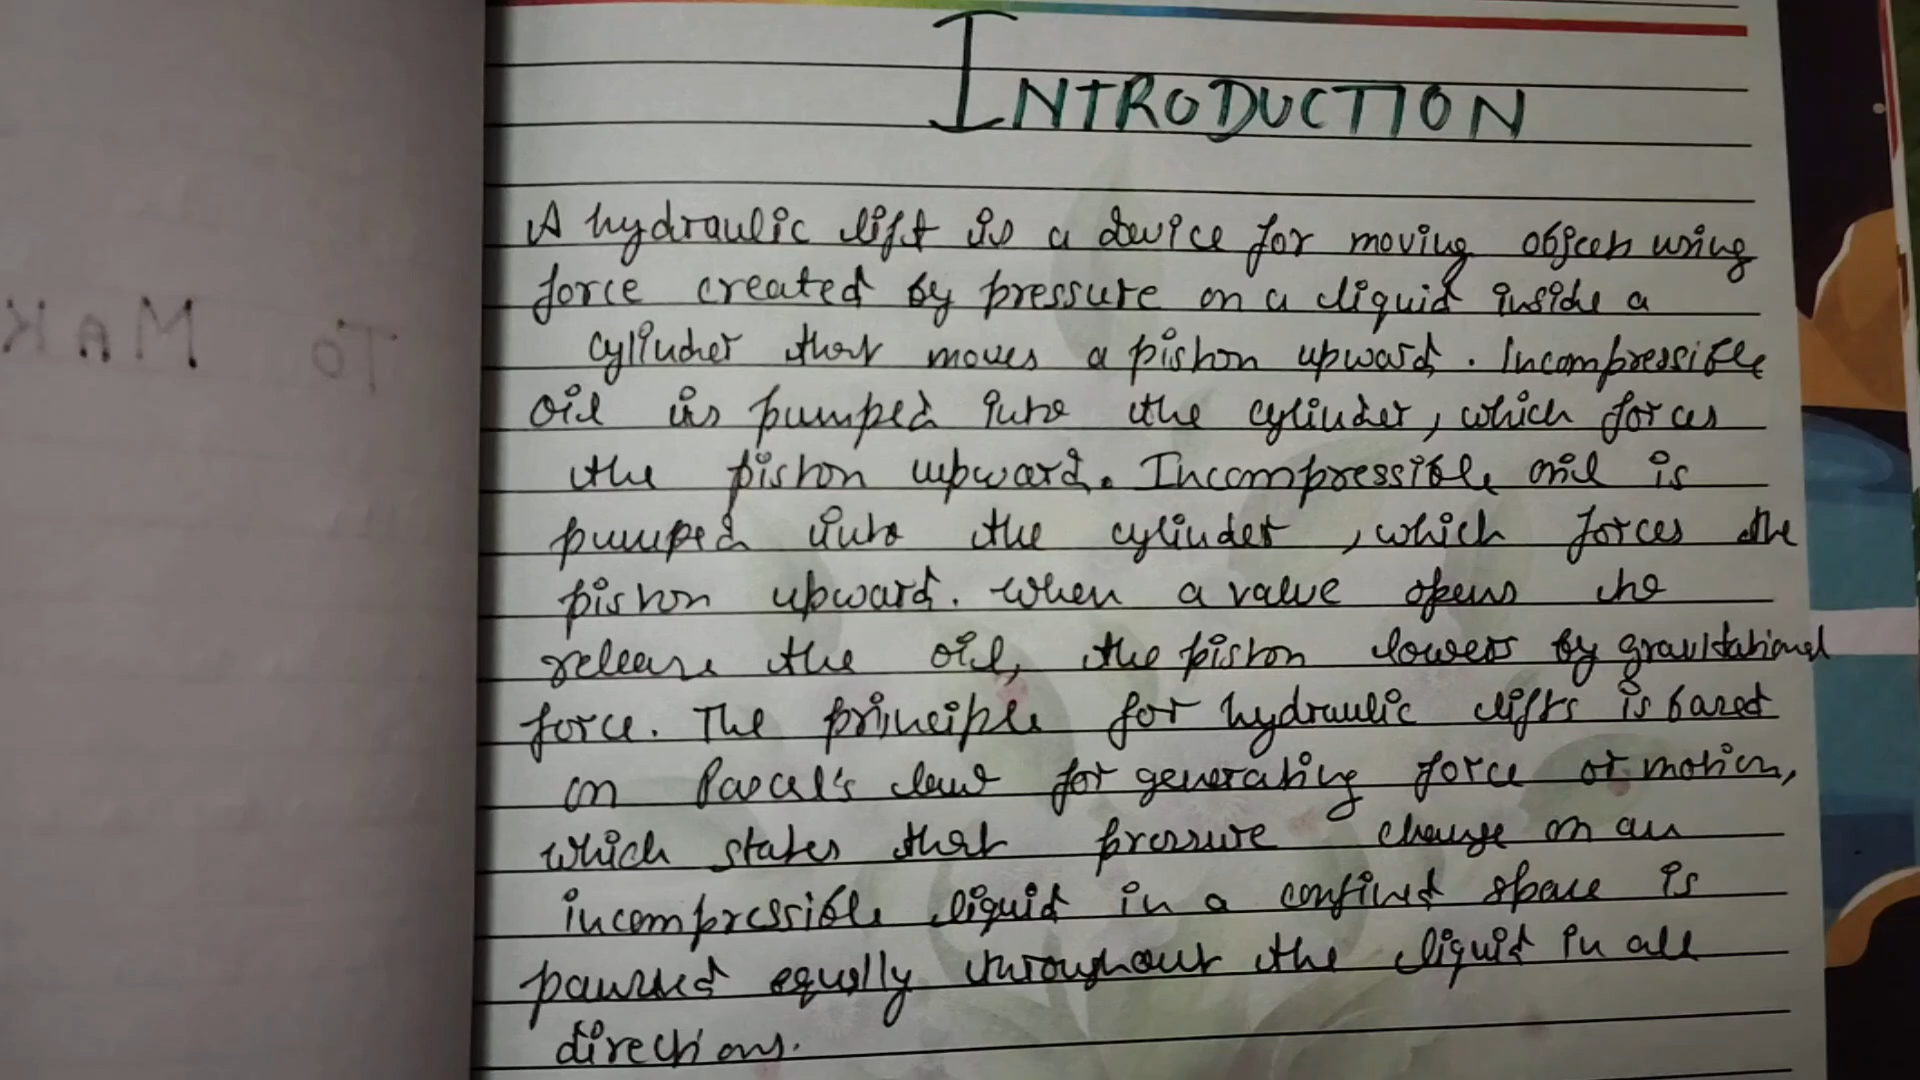 INTRODUCTION
A hydraulic lift is a device for moving objects using
force created by pressure on a liquid inside a
cylinder that moves a piston upward. Incompressible
oil is pumped into the cylinder, which forces
the piston upward. Incompressible oil is
pumped into the cylinder, which forces the
piston upward. When a valve opens the
release the oil, the piston lowers by gravitational
force. The principle for hydraulic lifts is based
on Pascal's law for generating force or motion,
which states that pressure change on an
incompressible liquid in a confined space is
equally throughout the liquid in all
directions.
TO MAK